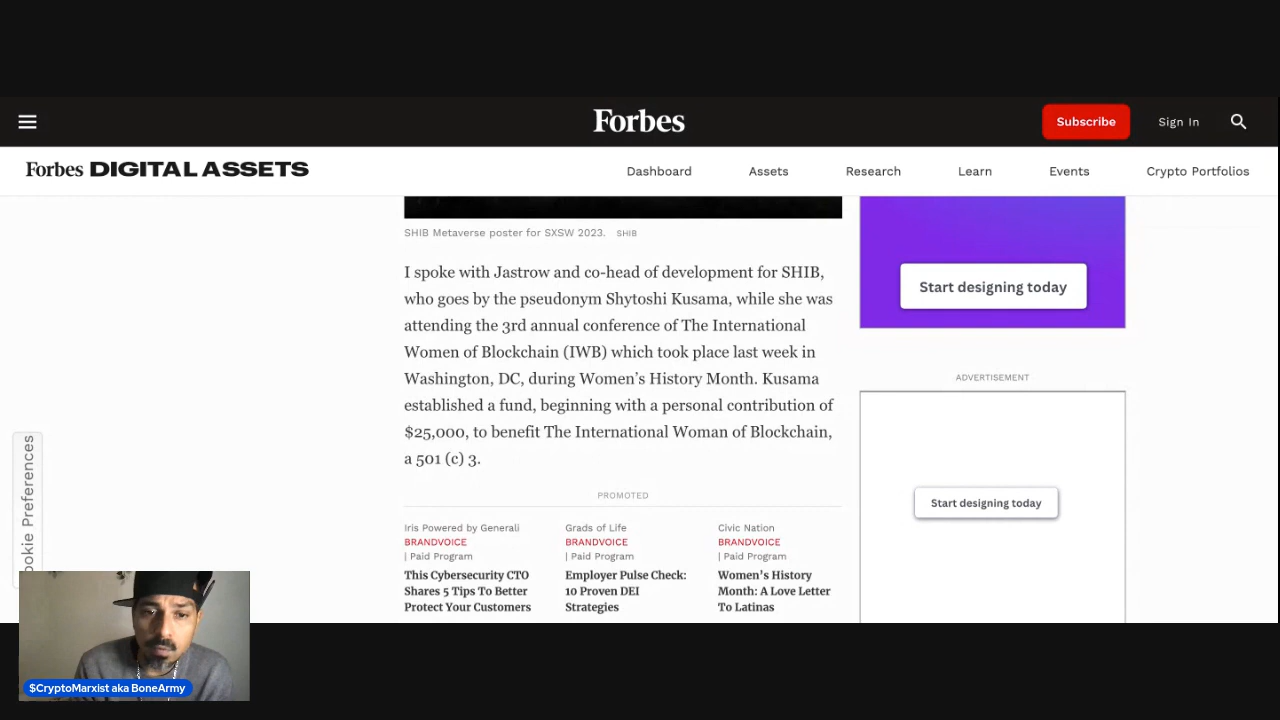 Forbes
Subscribe
Sign In
Forbes DIGITAL ASSETS
Dashboard
Assets
Research
Learn
Events
Crypto Portfolios
SHIB Metaverse poster for SXSW 2023. SHIB
I spoke with Jastrow and co-head of development for SHIB,
who goes by the pseudonym Shytoshi Kusama, while she was
attending the 3rd annual conference of The International
Women of Blockchain (IWB) which took place last week in
Washington, DC, during Women’s History Month. Kusama
established a fund, beginning with a personal contribution of
$25,000, to benefit The International Woman of Blockchain,
a 501 (c) 3.
Start designing today
ADVERTISEMENT
Start designing today
PROMOTED
Iris Powered by Generali
BRANDVOICE
| Paid Program
This Cybersecurity CTO
Shares 5 Tips To Better
Protect Your Customers
Grads of Life
BRANDVOICE
| Paid Program
Employer Pulse Check:
10 Proven DEI
Strategies
Civic Nation
BRANDVOICE
| Paid Program
Women’s History
Month: A Love Letter
To Latinas
ookie Preferences
$CryptoMarxist aka BoneArmy